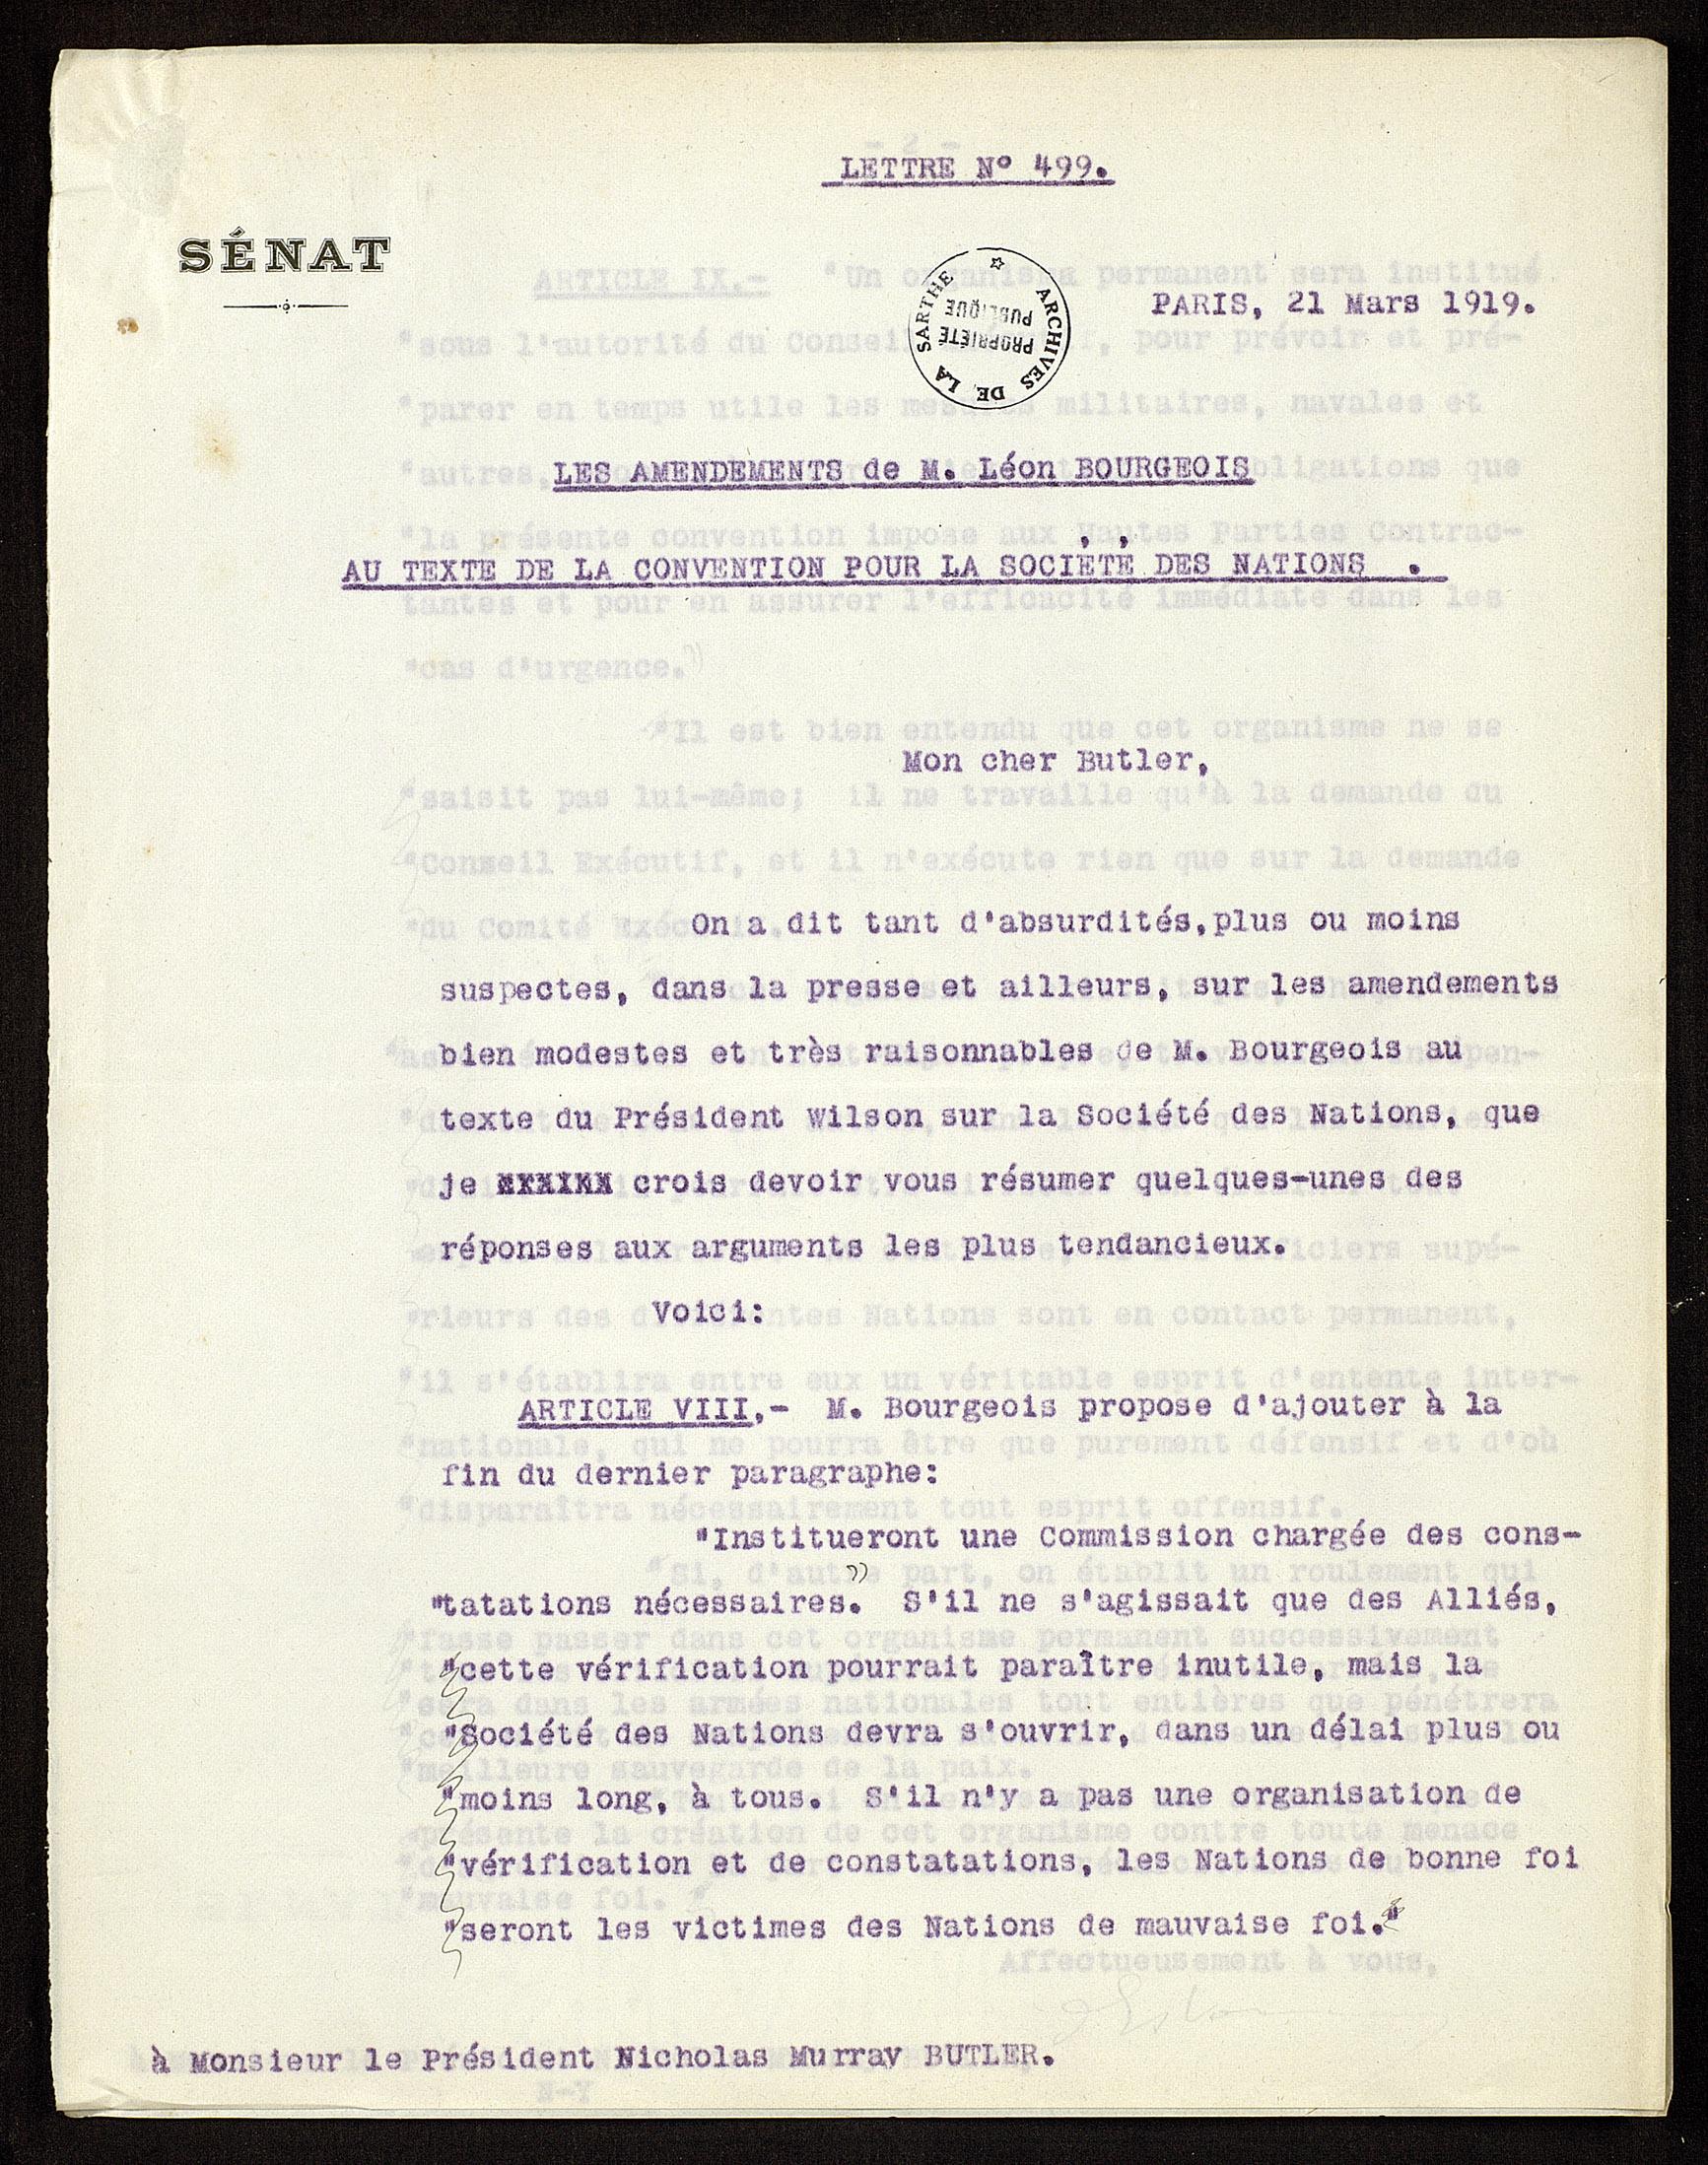 LETTRE N° 499.
SÉNAT
ARCHIVES DE LA SARTHE
PROPRIÉTÉ
PUBLIQUE
PARIS, 21 Mars 1919.
LES AMENDEMENTS de M. Léon BOURGEOIS
AU TEXTE DE LA CONVENTION POUR LA SOCIÉTÉ DES NATIONS .
Mon cher Butler,
On a dit tant d'absurdités,plus ou moins
suspectes, dans la presse et ailleurs, sur les amendements
bien modestes et très raisonnables de M. Bourgeois au
texte du Président Wilson sur la Société des Nations, que
je crois devoir vous résumer quelques-unes des
réponses aux arguments les plus tendancieux.
Voici:
ARTICLE VIII.- M. Bourgeois propose d'ajouter à la
fin du dernier paragraphe:
"Institueront une Commission chargée des cons-
"tatations nécessaires." S'il ne s'agissait que des Alliés,
"cette vérification pourrait paraître inutile, mais la
"Société des Nations devra s'ouvrir, dans un délai plus ou
"moins long, à tous. S'il n'y a pas une organisation de
"vérification et de constatations, les Nations de bonne foi
"seront les victimes des Nations de mauvaise foi."
à Monsieur le Président Nicholas Murray BUTLER.